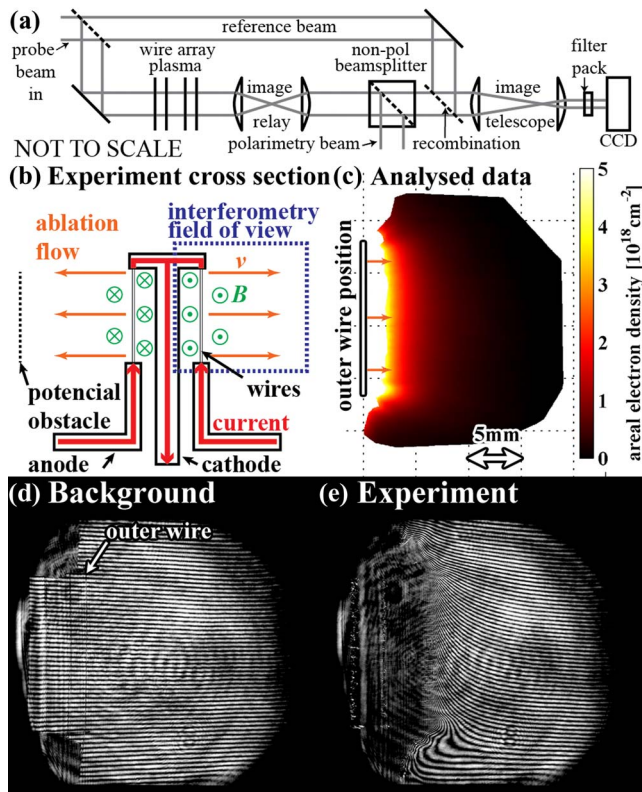 (a)
reference beam
probe
beam
in
wire array
plasma
image
relay
non-pol
beamsplitter
polarimetry beam
recombination
image
telescope
filter
pack
CCD
NOT TO SCALE
(b) Experiment cross section
ablation
flow
interferometry
field of view
v
B
wires
potencial
obstacle
current
anode
cathode
(c) Analysed data
outer wire position
5mm
5
4
3
2
1
0
areal electron density [10¹⁸cm⁻²]
(d) Background
outer wire
(e) Experiment